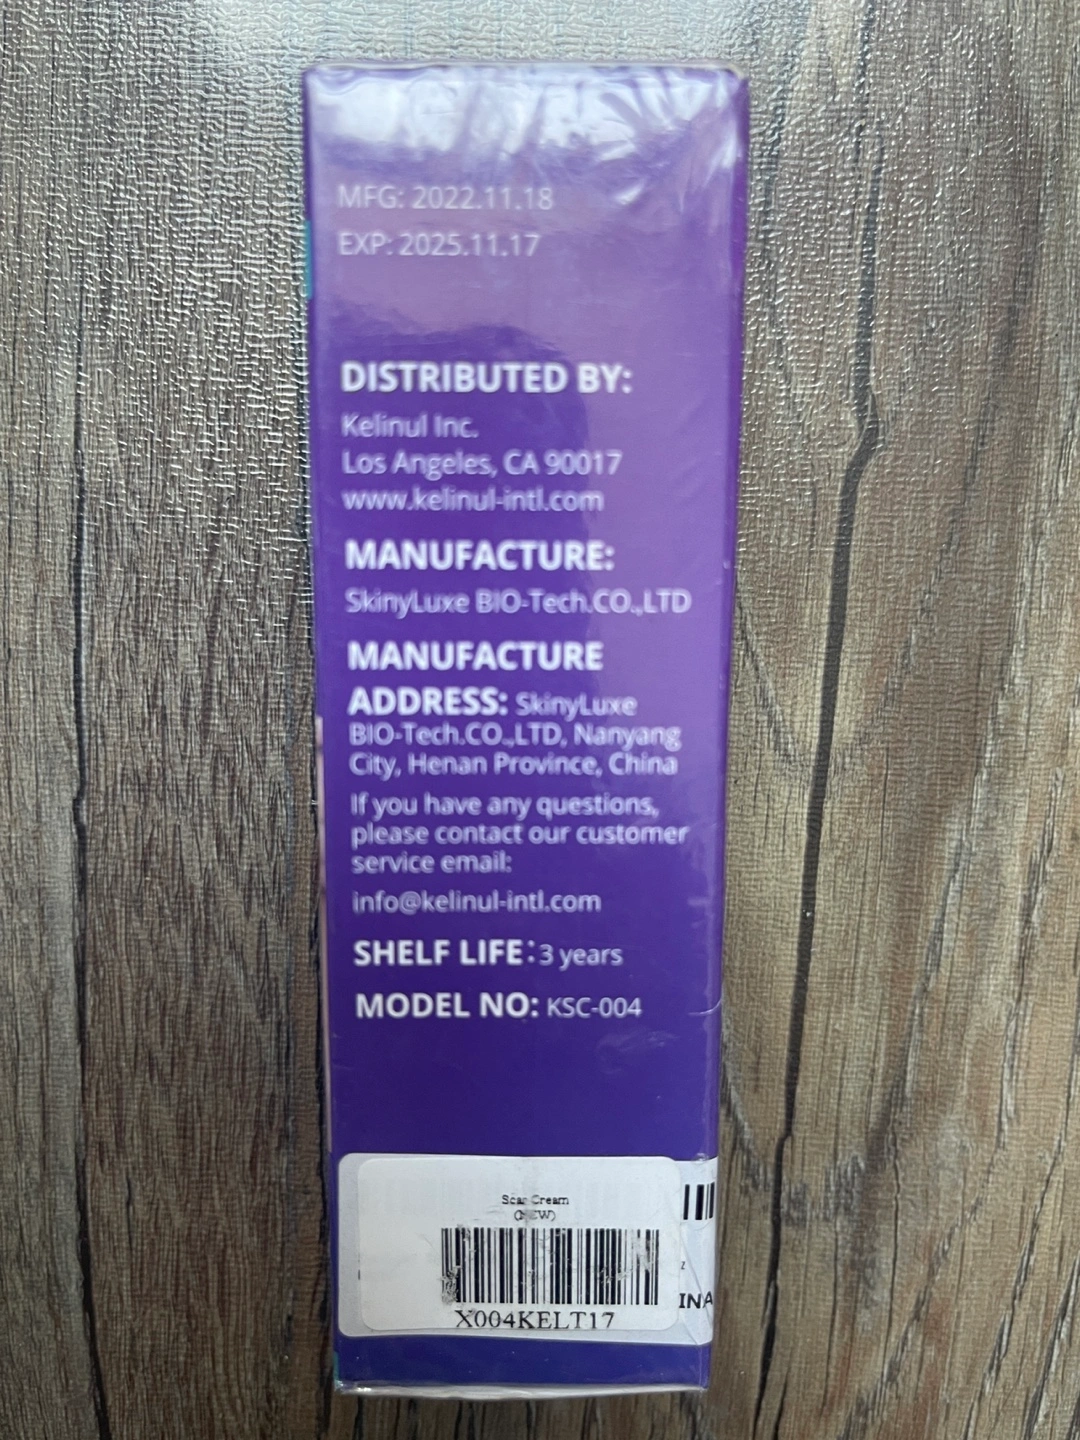 MFG: 2022.11.18
EXP: 2025.11.17
DISTRIBUTED BY:
Kelinul Inc.
Los Angeles, CA 90017
www.kelinul-intl.com
MANUFACTURE:
SkinyLuxe BIO-Tech.CO.,LTD
MANUFACTURE
ADDRESS: SkinyLuxe
BIO-Tech.CO.,LTD, Nanyang
City, Henan Province, China
If you have any questions,
please contact our customer
service email:
info@kelinul-intl.com
SHELF LIFE: 3 years
MODEL NO: KSC-004
Scar Cream
(NEW)
X004KELT17
z
INA